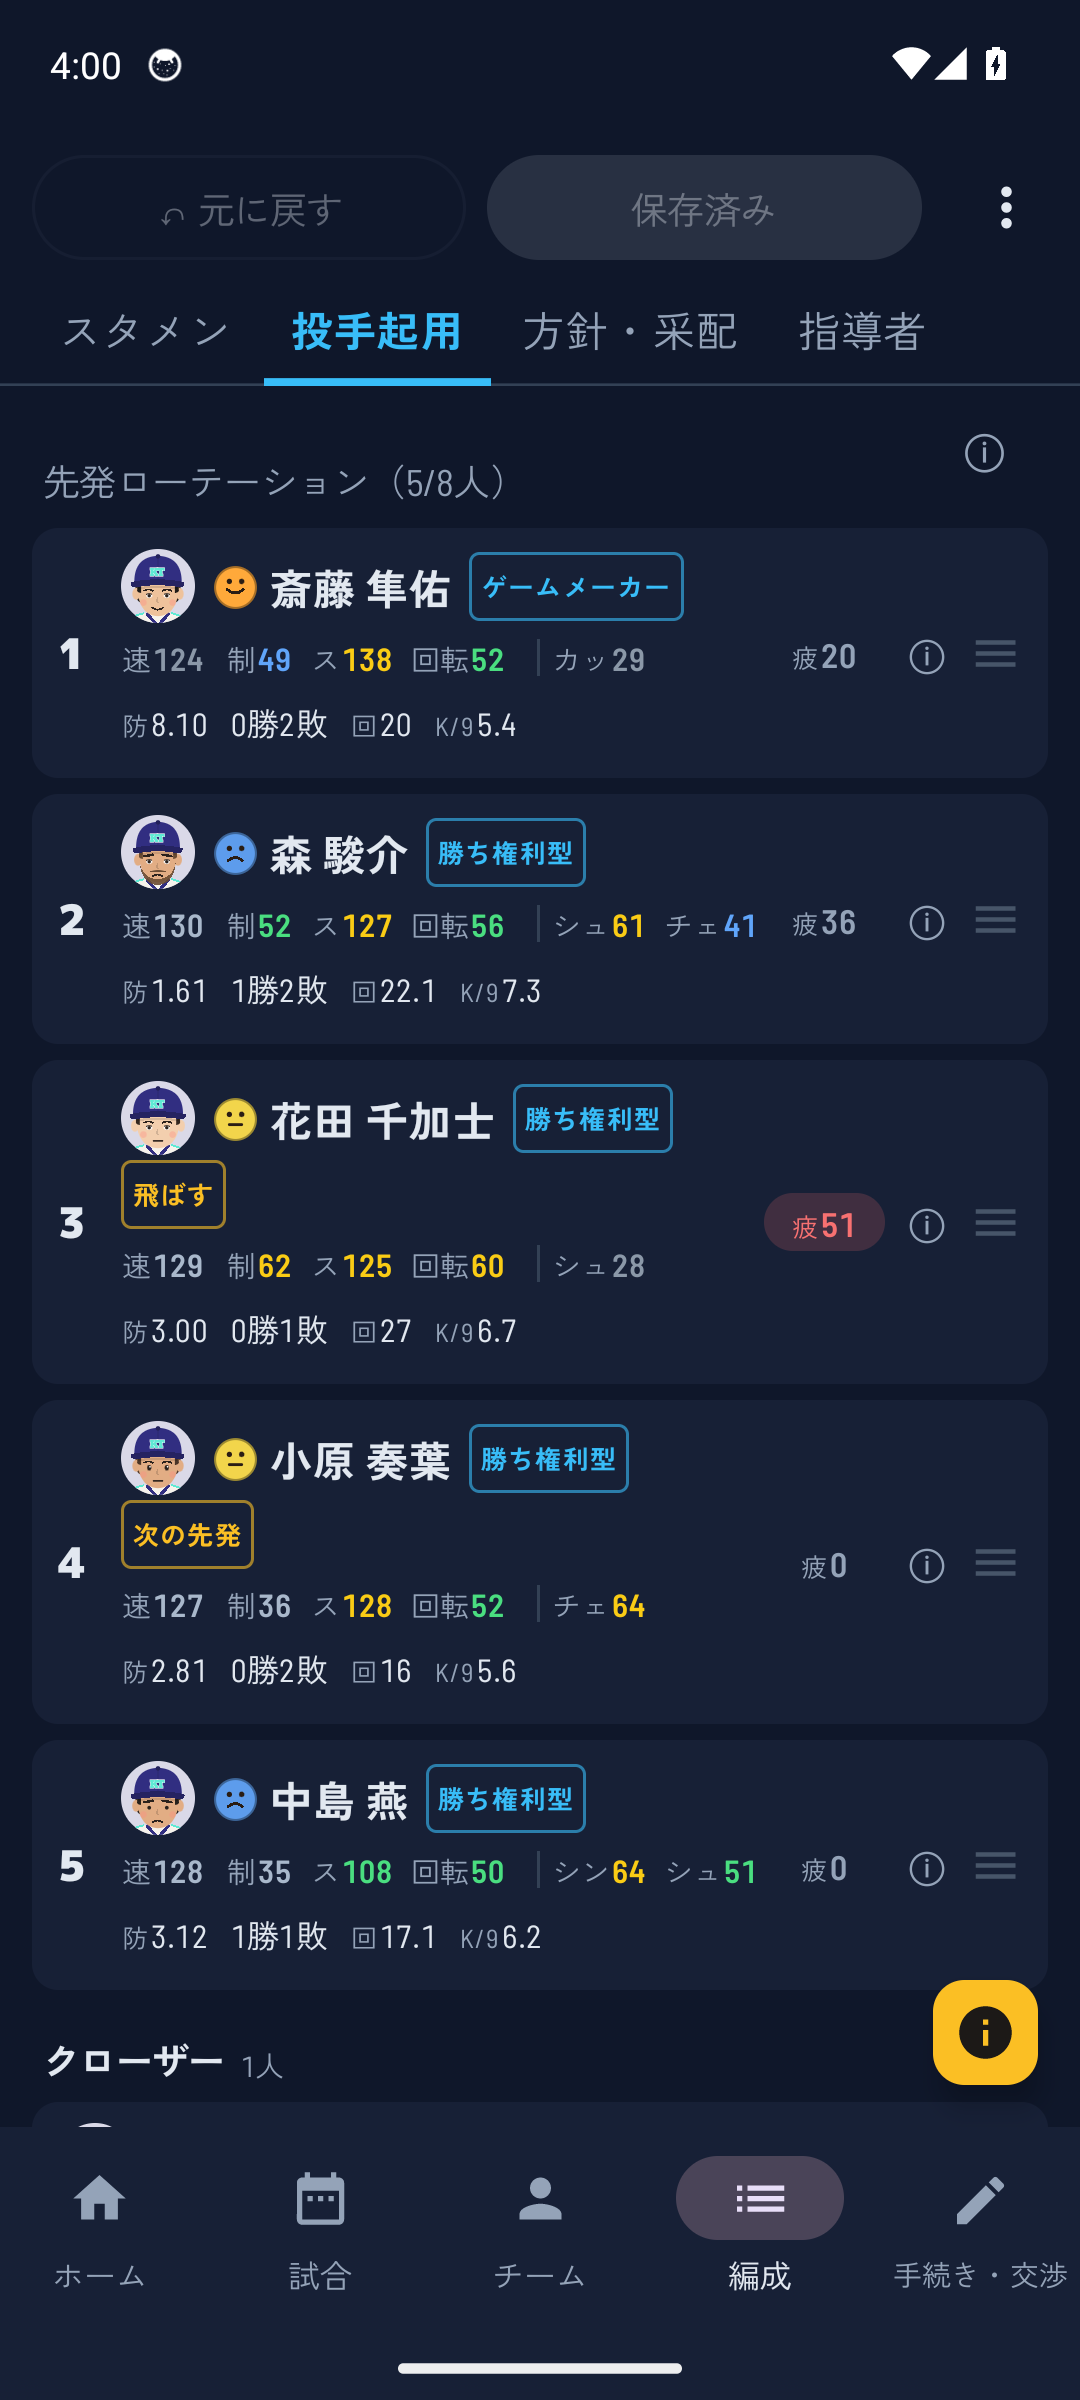 4:00
元に戻す 保存済み
スタメン 投手起用 方針・采配 指導者
先発ローテーション（5/8人）
斎藤 隼佑 ゲームメーカー
1 速124 制49 ス138 回転52 カッ29 疲20
防8.10 0勝2敗 回20 K/9 5.4
森 駿介 勝ち権利型
2 速130 制52 ス127 回転56 シュ61 チェ41 疲36
防1.61 1勝2敗 回22.1 K/9 7.3
花田 千加士 勝ち権利型
飛ばす
3 疲51
速129 制62 ス125 回転60 シュ28
防3.00 0勝1敗 回27 K/9 6.7
小原 奏葉 勝ち権利型
次の先発
4 疲0
速127 制36 ス128 回転52 チェ64
防2.81 0勝2敗 回16 K/9 5.6
中島 燕 勝ち権利型
5 速128 制35 ス108 回転50 シン64 シュ51 疲0
防3.12 1勝1敗 回17.1 K/9 6.2
クローザー 1人
ホーム 試合 チーム 編成 手続き・交渉